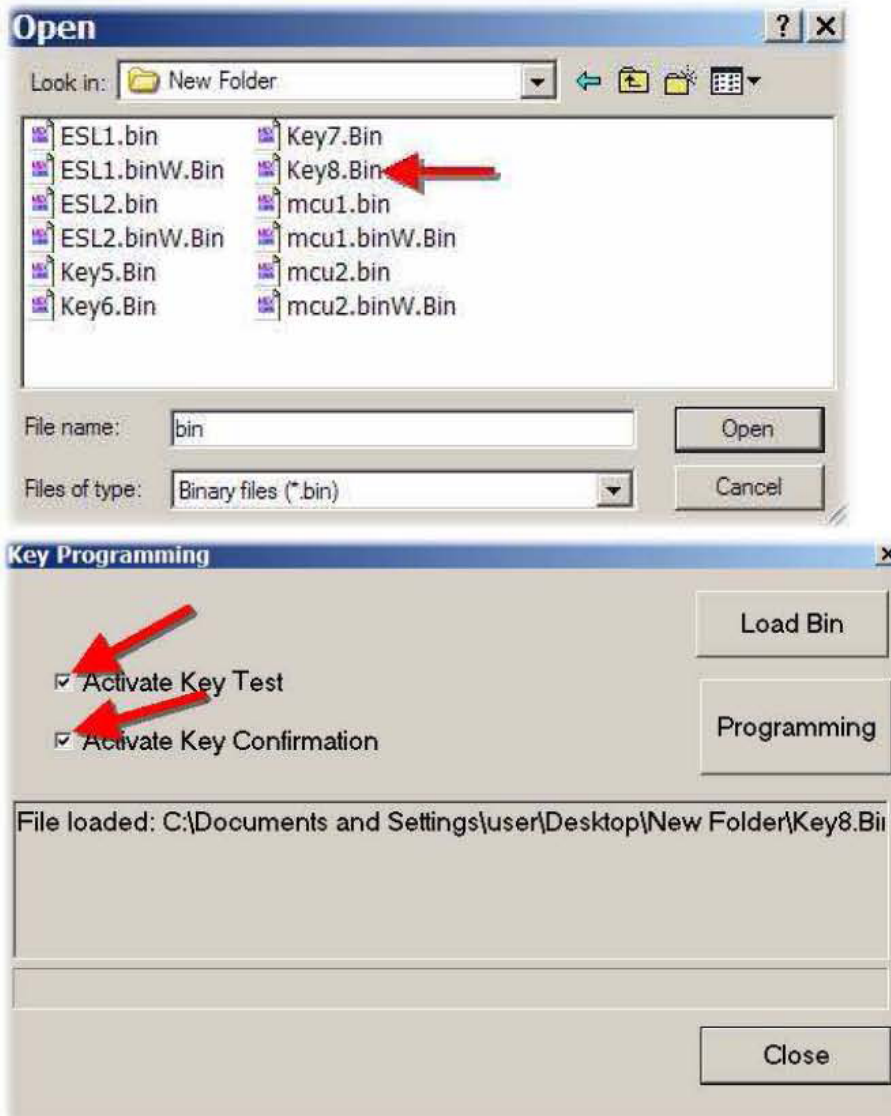 Open
Look in: New Folder
ESL1.bin
ESL1.binW.Bin
ESL2.bin
ESL2.binW.Bin
Key5.Bin
Key6.Bin
Key7.Bin
Key8.Bin
mcu1.bin
mcu1.binW.Bin
mcu2.bin
mcu2.binW.Bin
File name: bin
Open
Files of type: Binary files (*.bin)
Cancel
Key Programming
Load Bin
Activate Key Test
Programming
Activate Key Confirmation
File loaded: C:\Documents and Settings\user\Desktop\New Folder\Key8.Bin
Close